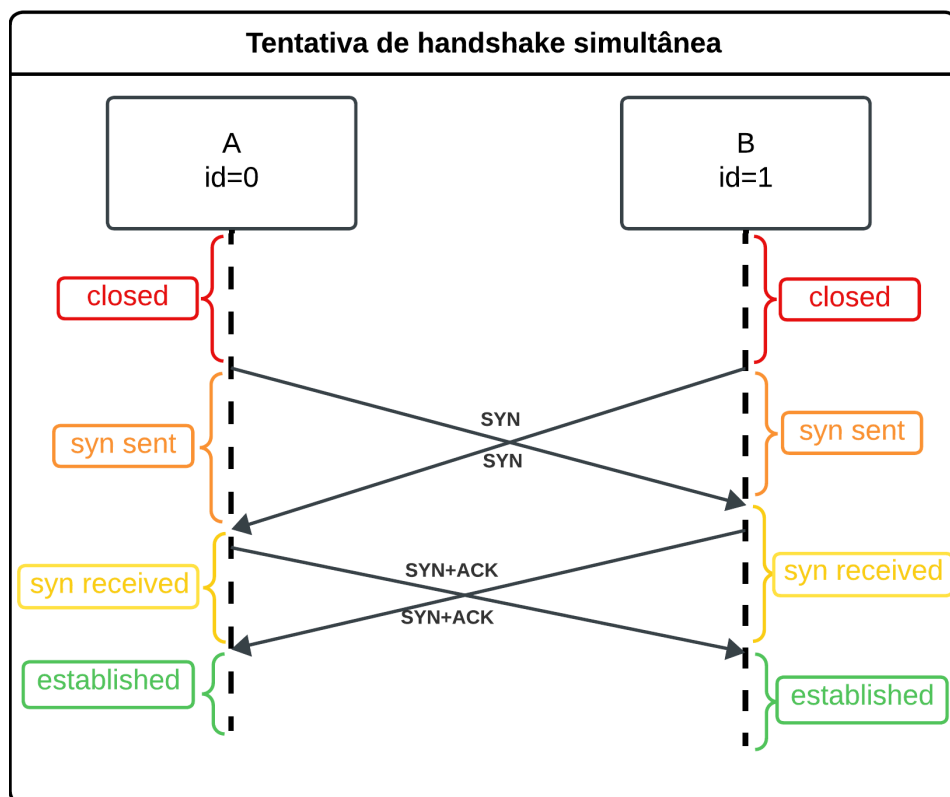 Tentativa de handshake simultânea
A
id=0
B
id=1
closed
closed
SYN
SYN
syn sent
syn sent
SYN+ACK
SYN+ACK
syn received
syn received
established
established